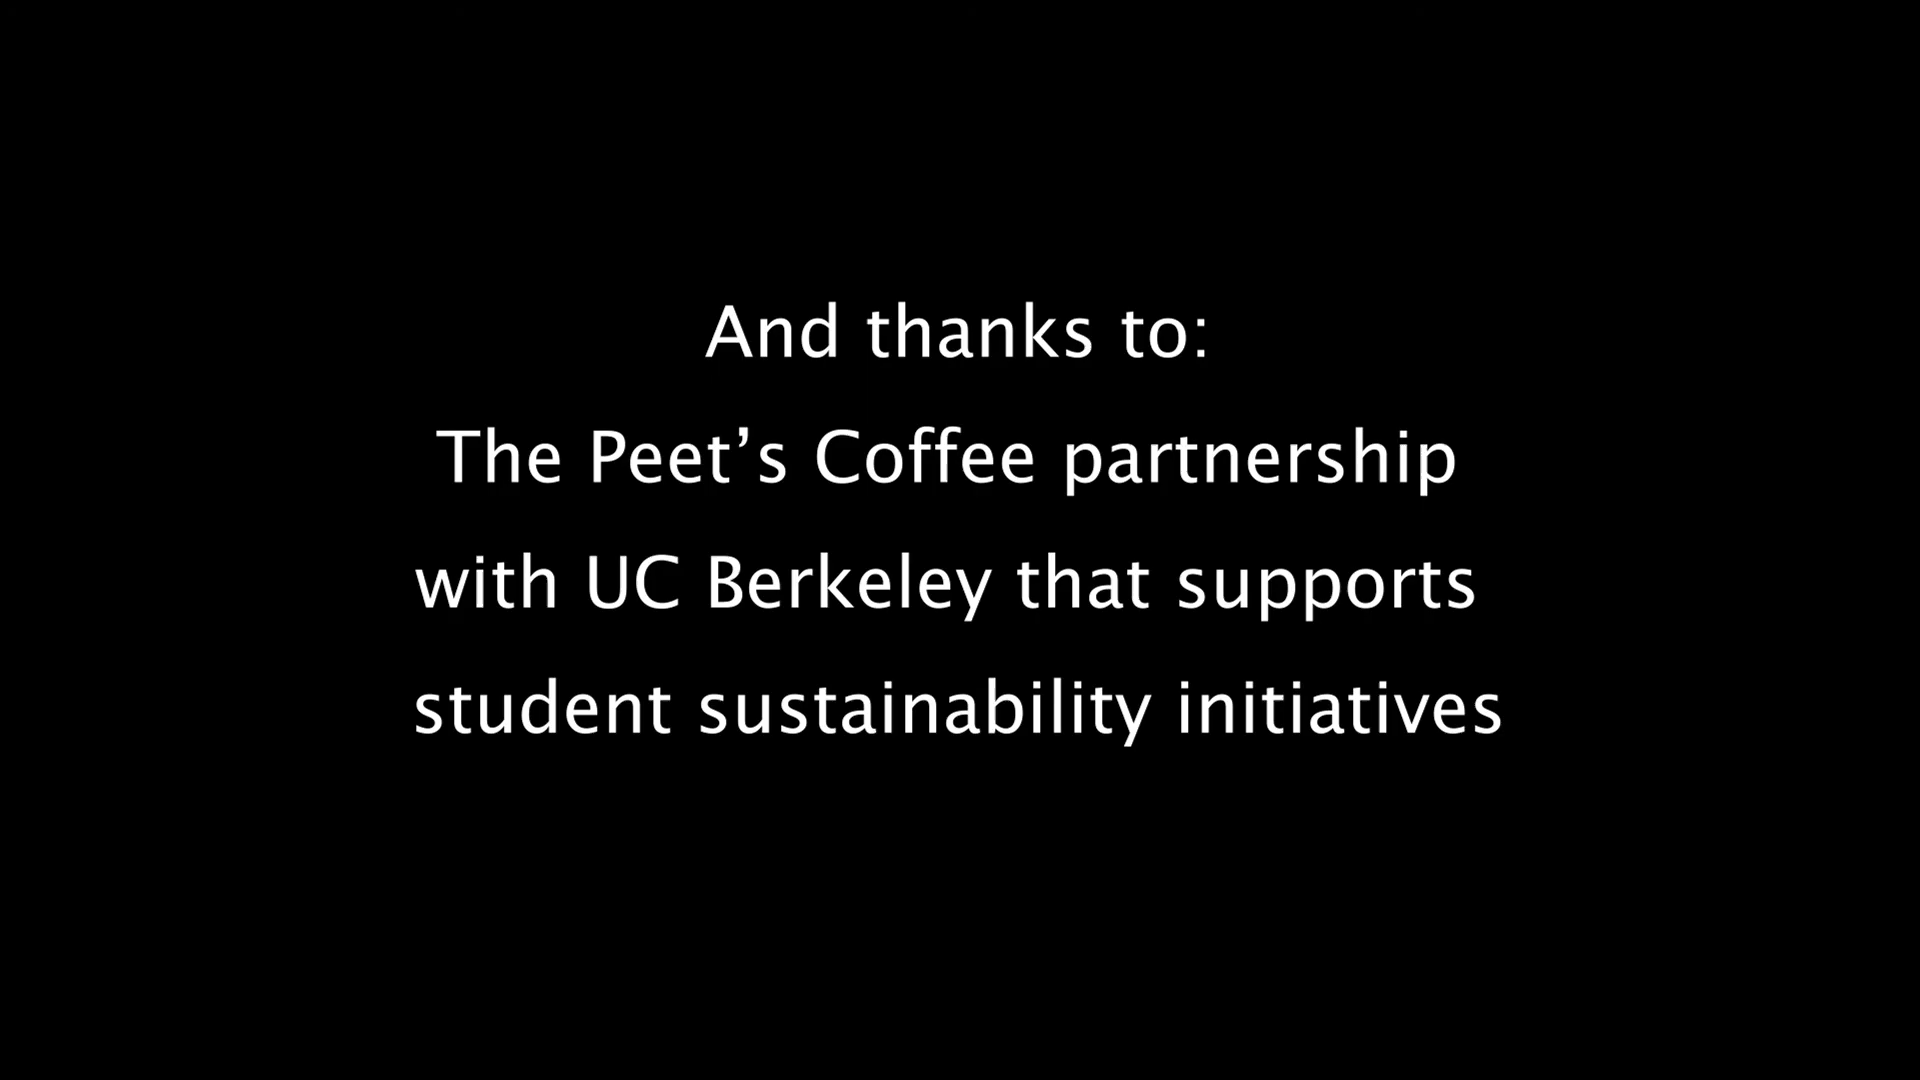 And thanks to:
The Peet’s Coffee partnership
with UC Berkeley that supports
student sustainability initiatives